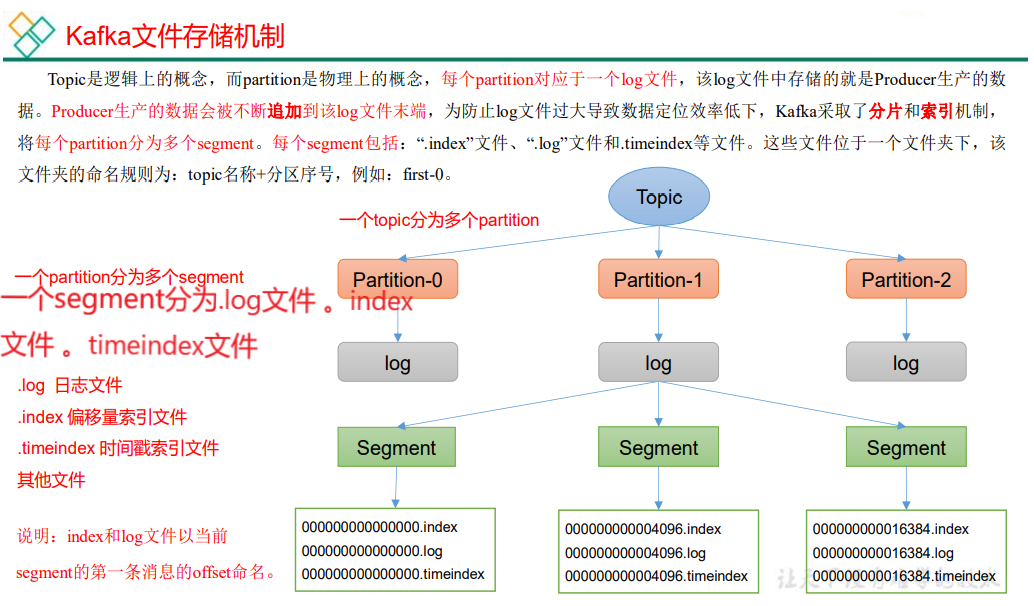 Kafka文件存储机制
Topic是逻辑上的概念，而partition是物理上的概念，每个partition对应于一个log文件，该log文件中存储的就是Producer生产的数
据。Producer生产的数据会被不断追加到该log文件末端，为防止log文件过大导致数据定位效率低下，Kafka采取了分片和索引机制，
将每个partition分为多个segment。每个segment包括：“.index”文件、“.log”文件和.timeindex等文件。这些文件位于一个文件夹下，该
文件夹的命名规则为：topic名称+分区序号，例如：first-0。
Topic
一个topic分为多个partition
一个partition分为多个segment
Partition-0
Partition-1
Partition-2
一个segment分为.log文件 。index
文件 。timeindex文件
log
log
log
.log 日志文件
.index 偏移量索引文件
.timeindex 时间戳索引文件
其他文件
Segment
Segment
Segment
说明：index和log文件以当前
segment的第一条消息的offset命名。
000000000000000.index
000000000000000.log
000000000000000.timeindex
000000000004096.index
000000000004096.log
000000000004096.timeindex
000000000016384.index
000000000016384.log
000000000016384.timeindex